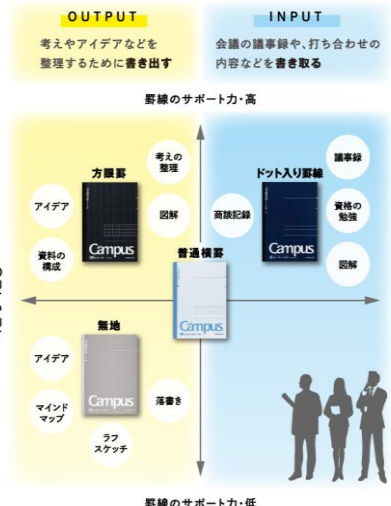 OUTPUT
考えやアイデアなどを
整理するために書き出す
INPUT
会議の議事録や、打ち合わせの
内容などを書き取る
罫線のサポート力・高
方眼罫
考えの
整理
アイデア
図解
資料の
構成
Campus
ドット入り罫線
議事録
商談記録
資格の
勉強
図解
Campus
普通横罫
Campus
無地
アイデア
マインド
マップ
ラフ
スケッチ
落書き
Campus
罫線のサポート力・低